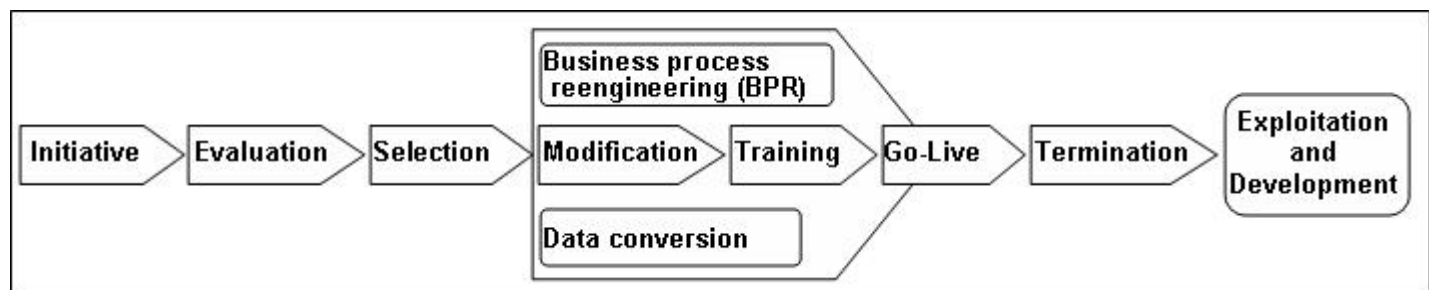 Business process
reengineering (BPR)
Initiative
Evaluation
Selection
Modification
Training
Go-Live
Termination
Exploitation
and
Development
Data conversion